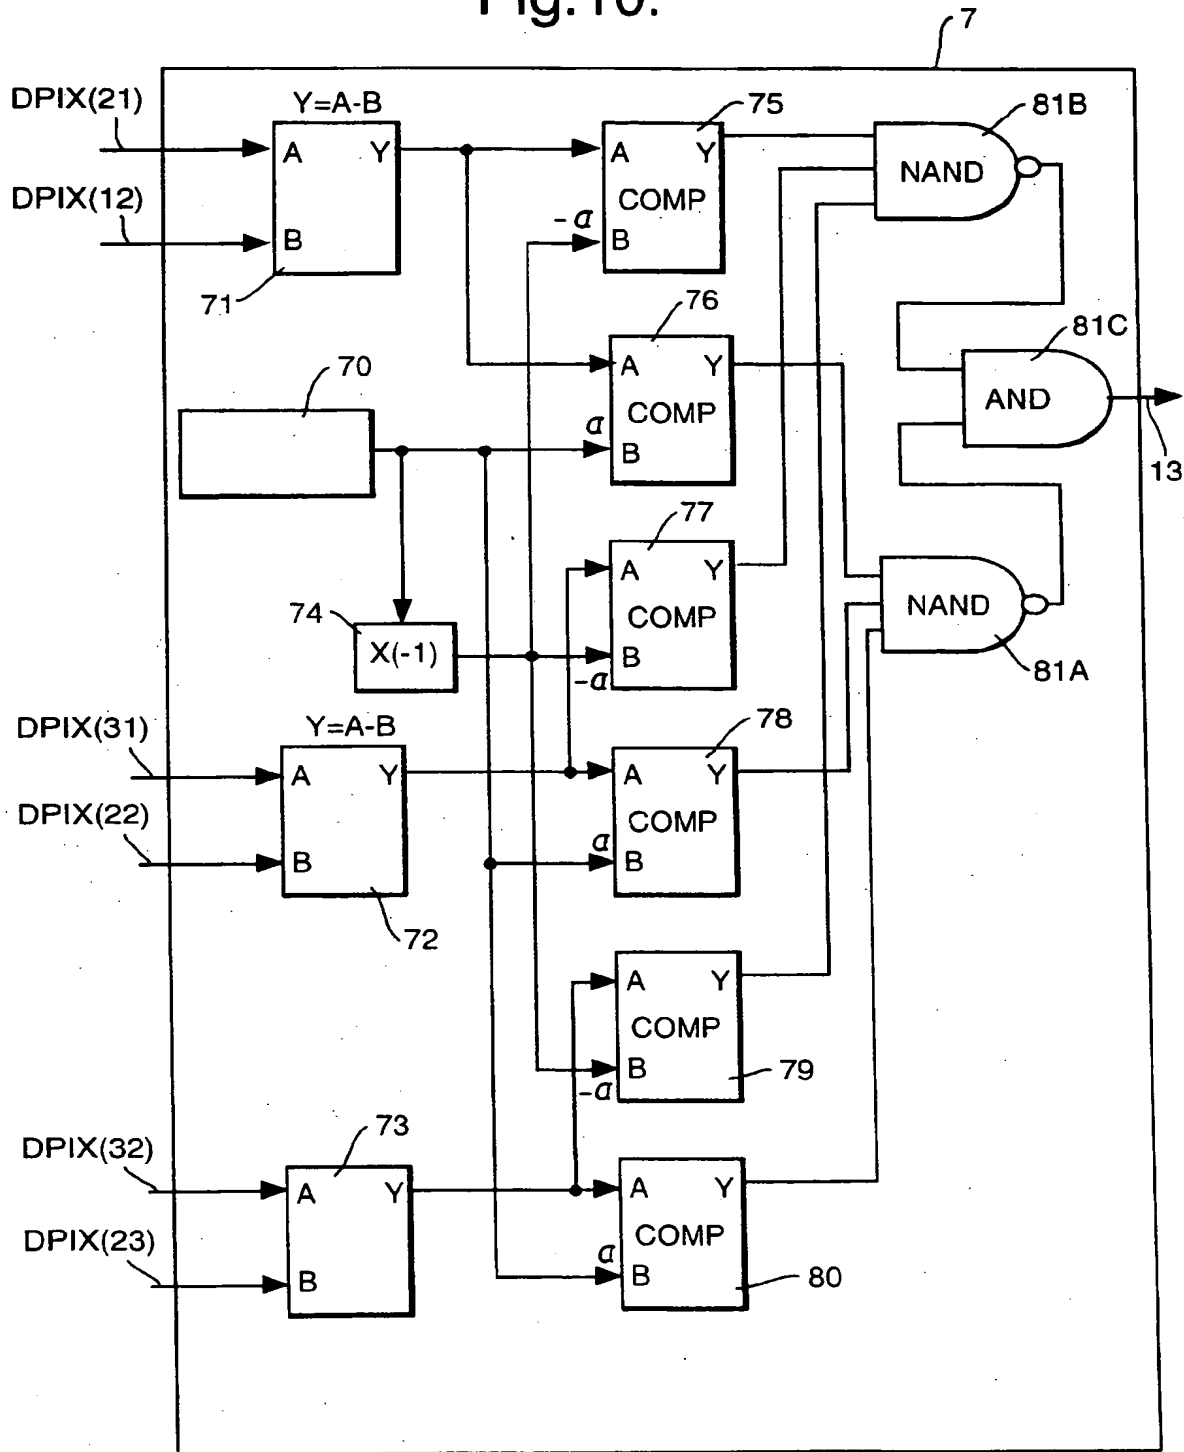 Fig.10.
7
DPIX(21)
DPIX(12)
Y=A-B
A Y
B
71
75
A Y
COMP
-a B
81B
NAND
76
A Y
COMP
a B
81C
AND
13
70
77
A Y
COMP
B
-a
74
X(-1)
NAND
81A
DPIX(31)
DPIX(22)
Y=A-B
A Y
B
72
78
A Y
COMP
a B
A Y
COMP
B
-a
79
DPIX(32)
DPIX(23)
73
A Y
B
A Y
COMP
a B
80